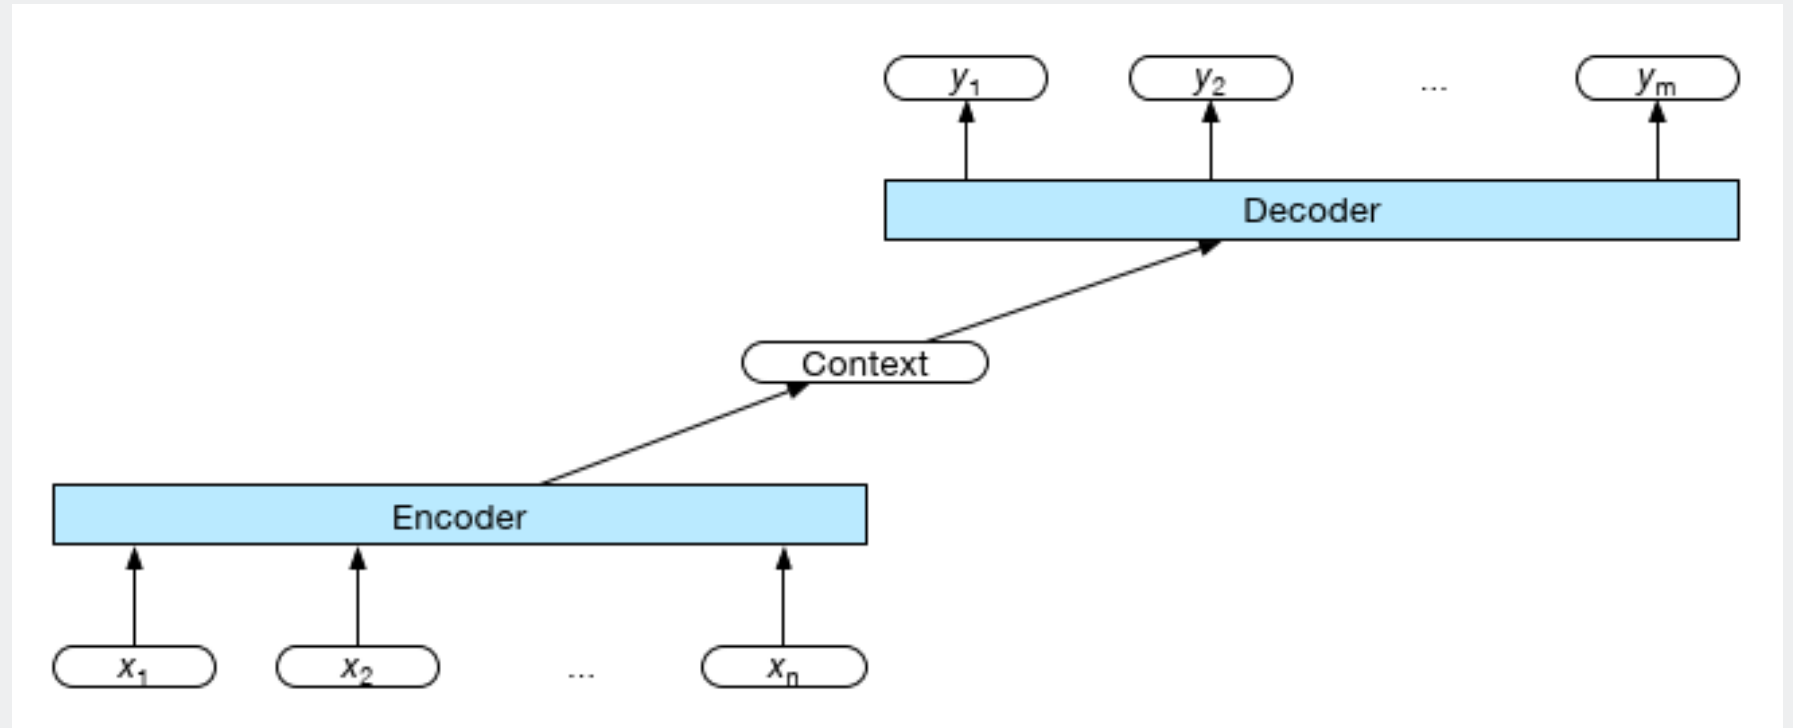 y₁ y₂ ... yₘ
Decoder
Context
Encoder
x₁ x₂ ... xₙ